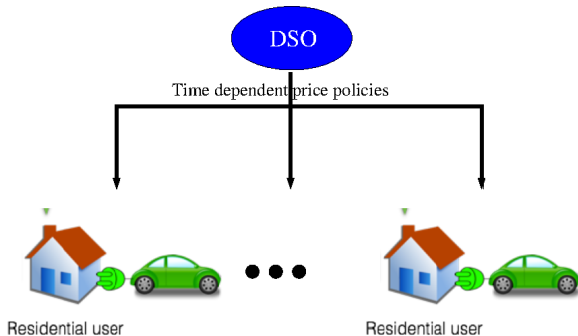 DSO
Time dependent price policies
Residential user
Residential user